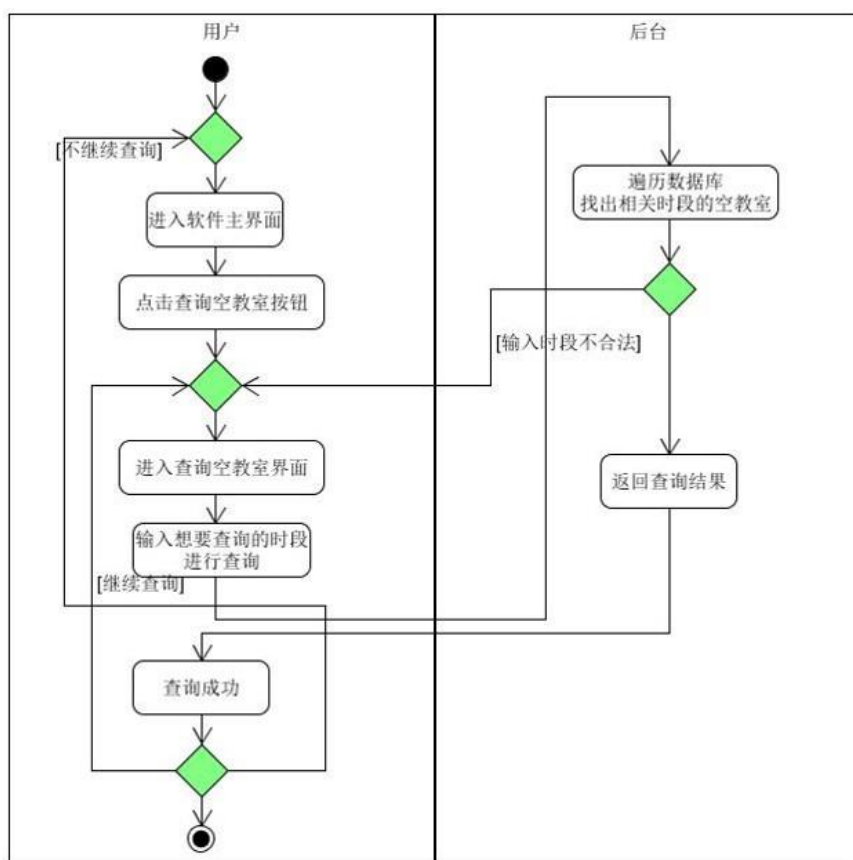 用户
后台
[不继续查询]
进入软件主界面
点击查询空教室按钮
进入查询空教室界面
输入想要查询的时段
进行查询
[继续查询]
查询成功
遍历数据库
找出相关时段的空教室
[输入时段不合法]
返回查询结果